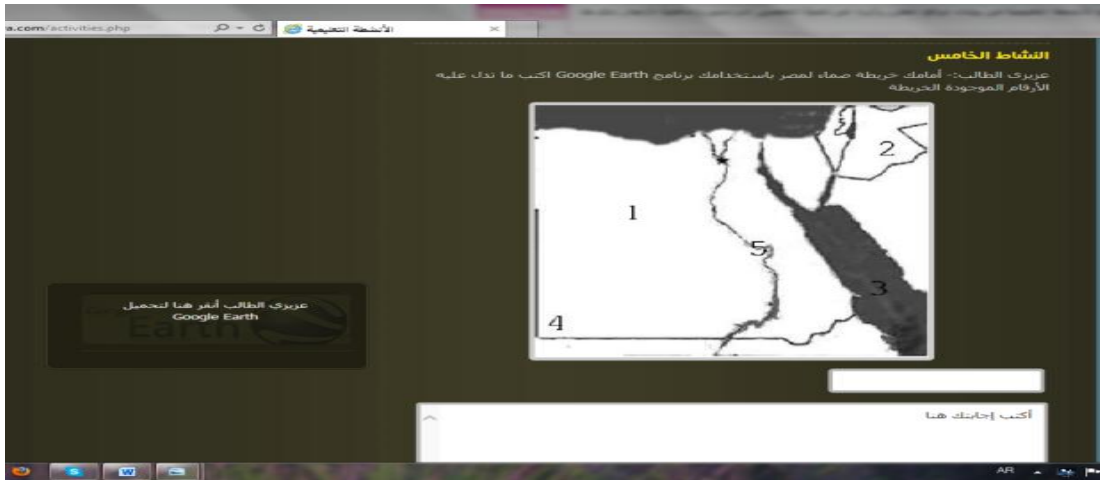 a.com/activities.php
الأنشطة التعليمية
النشاط الخامس
عزيزي الطالب:- أمامك خريطة صماء لمصر باستخدامك برنامج Google Earth اكتب ما تدل عليه
الأرقام الموجودة الخريطة
2
1
5
3
4
عزيزي الطالب أنقر هنا لتحميل
Google Earth
Earth
أكتب إجابتك هنا
AR